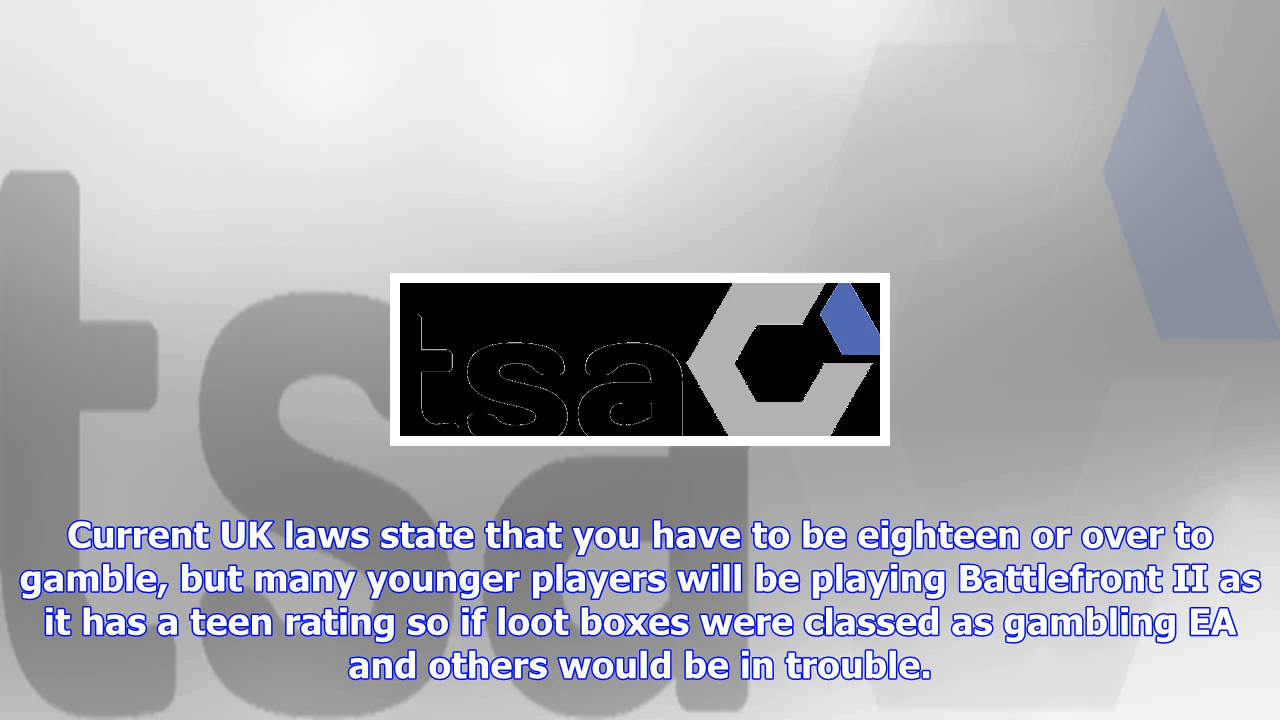 tsa
tsa
Current UK laws state that you have to be eighteen or over to
gamble, but many younger players will be playing Battlefront II as
it has a teen rating so if loot boxes were classed as gambling EA
and others would be in trouble.